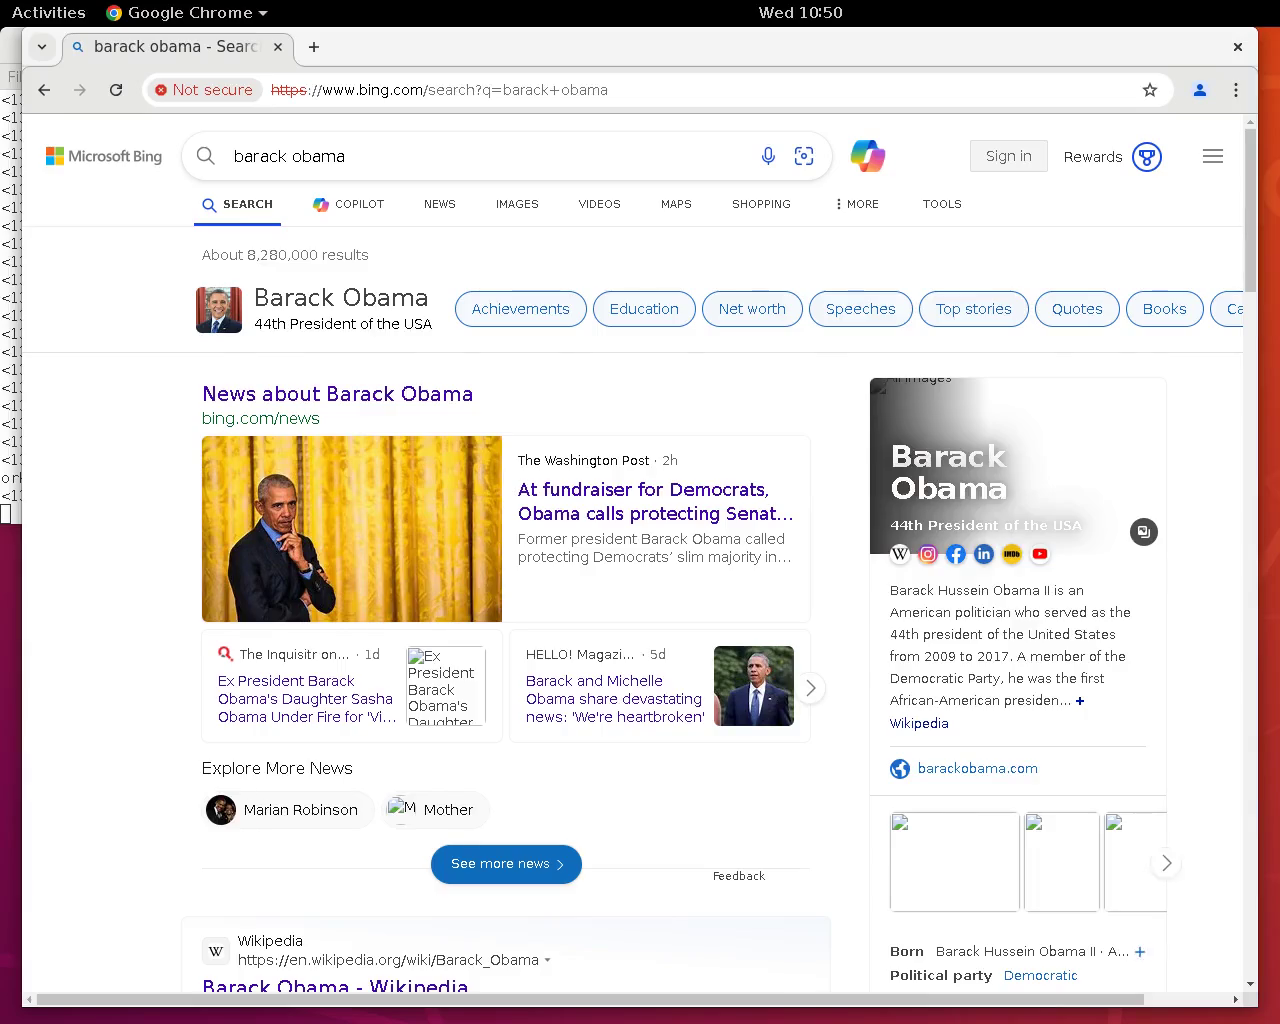 Activities
Google Chrome
Wed 10:50
barack obama - Searc
Not secure
https://www.bing.com/search?q=barack+obama
Microsoft Bing
barack obama
Sign in
Rewards
SEARCH
COPILOT
NEWS
IMAGES
VIDEOS
MAPS
SHOPPING
MORE
TOOLS
About 8,280,000 results
Barack Obama
44th President of the USA
Achievements
Education
Net worth
Speeches
Top stories
Quotes
Books
Ca
News about Barack Obama
bing.com/news
The Washington Post · 2h
At fundraiser for Democrats,
Obama calls protecting Senat...
Former president Barack Obama called
protecting Democrats’ slim majority in...
The Inquisitr on... · 1d
Ex President Barack
Obama's Daughter Sasha
Obama Under Fire for 'Vi...
Ex
President
Barack
Obama's
Daughter
HELLO! Magazi... · 5d
Barack and Michelle
Obama share devastating
news: 'We're heartbroken'
Explore More News
Marian Robinson
M
Mother
See more news
Feedback
Wikipedia
https://en.wikipedia.org/wiki/Barack_Obama
Barack Obama - Wikipedia
All images
Barack
Obama
44th President of the USA
W
in
IMDb
Barack Hussein Obama II is an
American politician who served as the
44th president of the United States
from 2009 to 2017. A member of the
Democratic Party, he was the first
African-American presiden... +
Wikipedia
barackobama.com
Born Barack Hussein Obama II · A... +
Political party Democratic